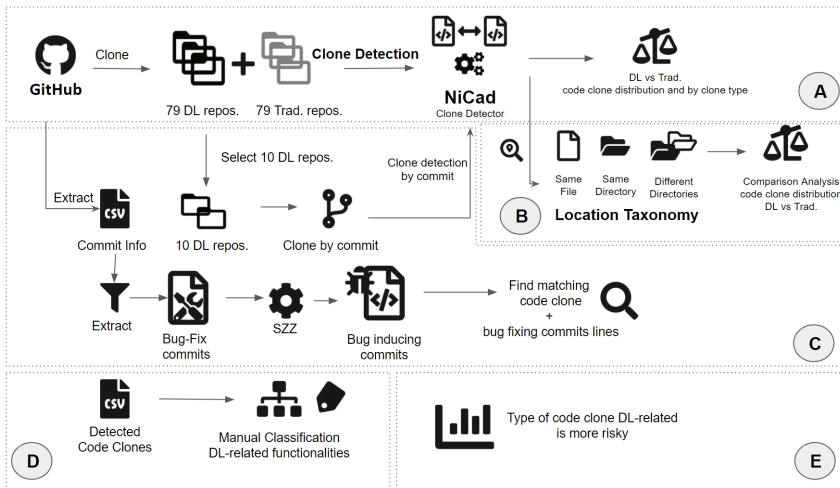 Clone
GitHub
79 DL repos.
79 Trad. repos.
Clone Detection
NiCad
Clone Detector
DL vs Trad.
code clone distribution and by clone type
A
Same
File
Same
Directory
Different
Directories
Comparison Analysis
code clone distribution
DL vs Trad.
B
Location Taxonomy
Select 10 DL repos.
Clone detection
by commit
Extract
CSV
Commit Info
10 DL repos.
Clone by commit
Extract
Bug-Fix
commits
SZZ
Bug inducing
commits
Find matching
code clone
+
bug fixing commits lines
C
CSV
Detected
Code Clones
Manual Classification
DL-related functionalities
D
Type of code clone DL-related
is more risky
E